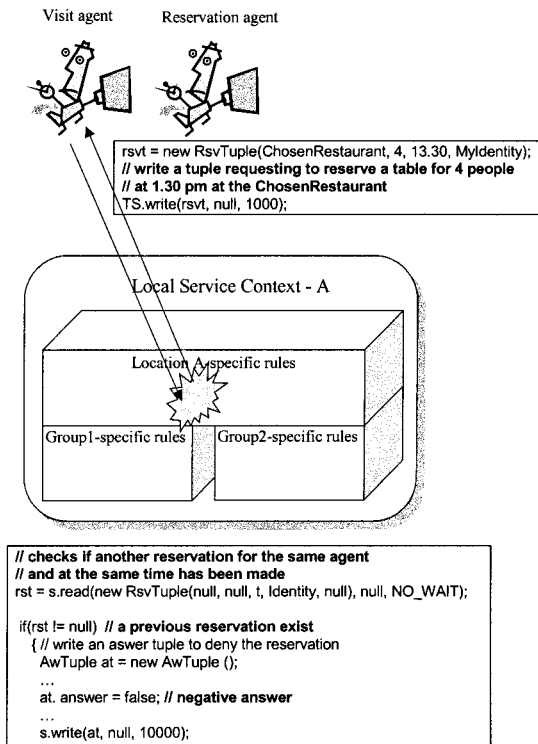 Visit agent
Reservation agent
rsvt = new RsvTuple(ChosenRestaurant, 4, 13.30, MyIdentity);
// write a tuple requesting to reserve a table for 4 people
// at 1.30 pm at the ChosenRestaurant
TS.write(rsvt, null, 1000);
Local Service Context - A
Location A-specific rules
Group1-specific rules
Group2-specific rules
// checks if another reservation for the same agent
// and at the same time has been made
rst = s.read(new RsvTuple(null, null, t, Identity, null), null, NO_WAIT);
if(rst != null) // a previous reservation exist
{ // write an aswer tuple to deny the reservation
AwTuple at = new AwTuple ();
...
at. answer = false; // negative answer
...
s.write(at, null, 10000);